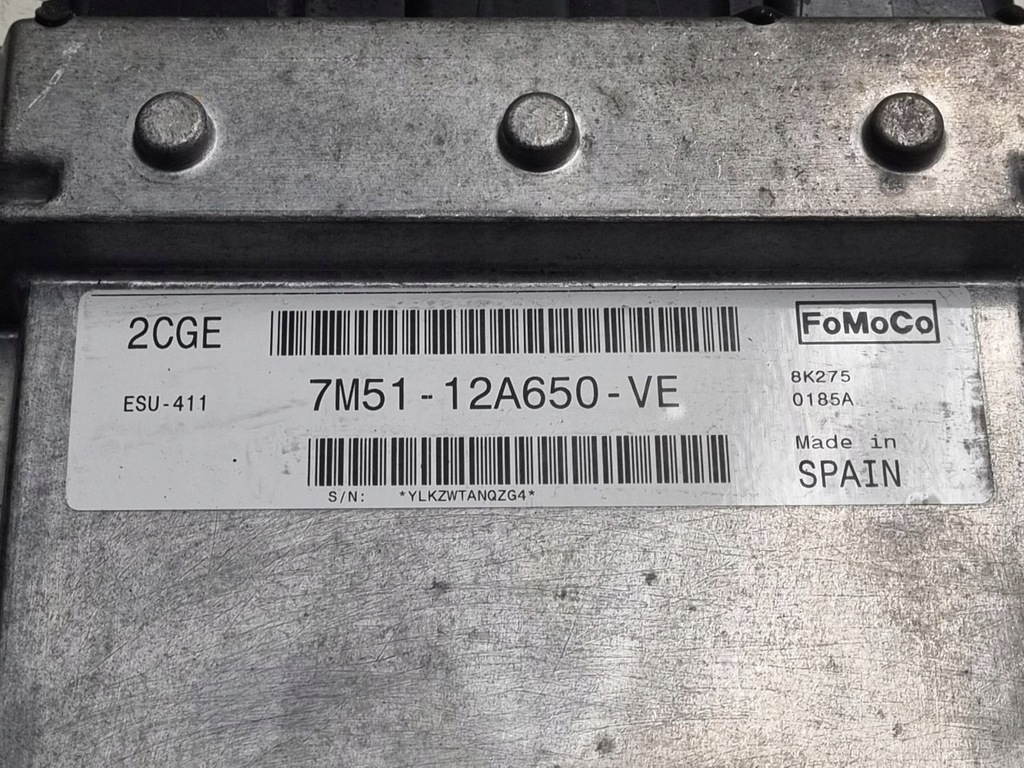 2CGE
FoMoCo
ESU-411
7M51-12A650-VE
8K275
0185A
Made in
SPAIN
S/N: *YLKZWTANQZG4*